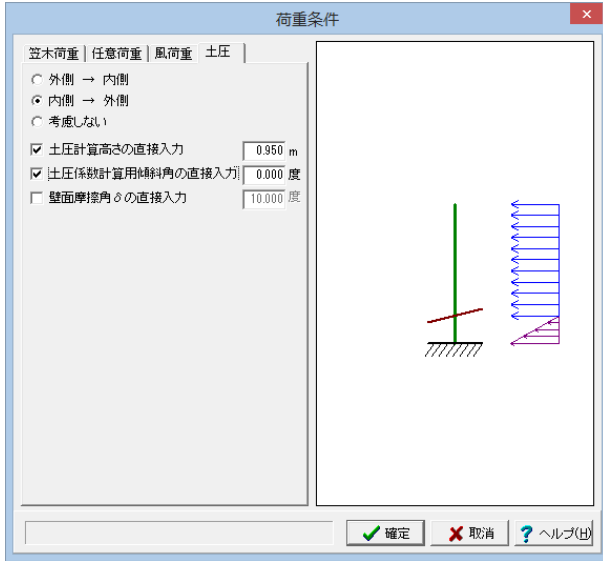 荷重条件
笠木荷重 任意荷重 風荷重 土圧
外側 → 内側
内側 → 外側
考慮しない
土圧計算高さの直接入力 0.950 m
土圧係数計算用傾斜角の直接入力 0.000 度
壁面摩擦角δの直接入力 10.000 度
確定 取消 ヘルプ(H)